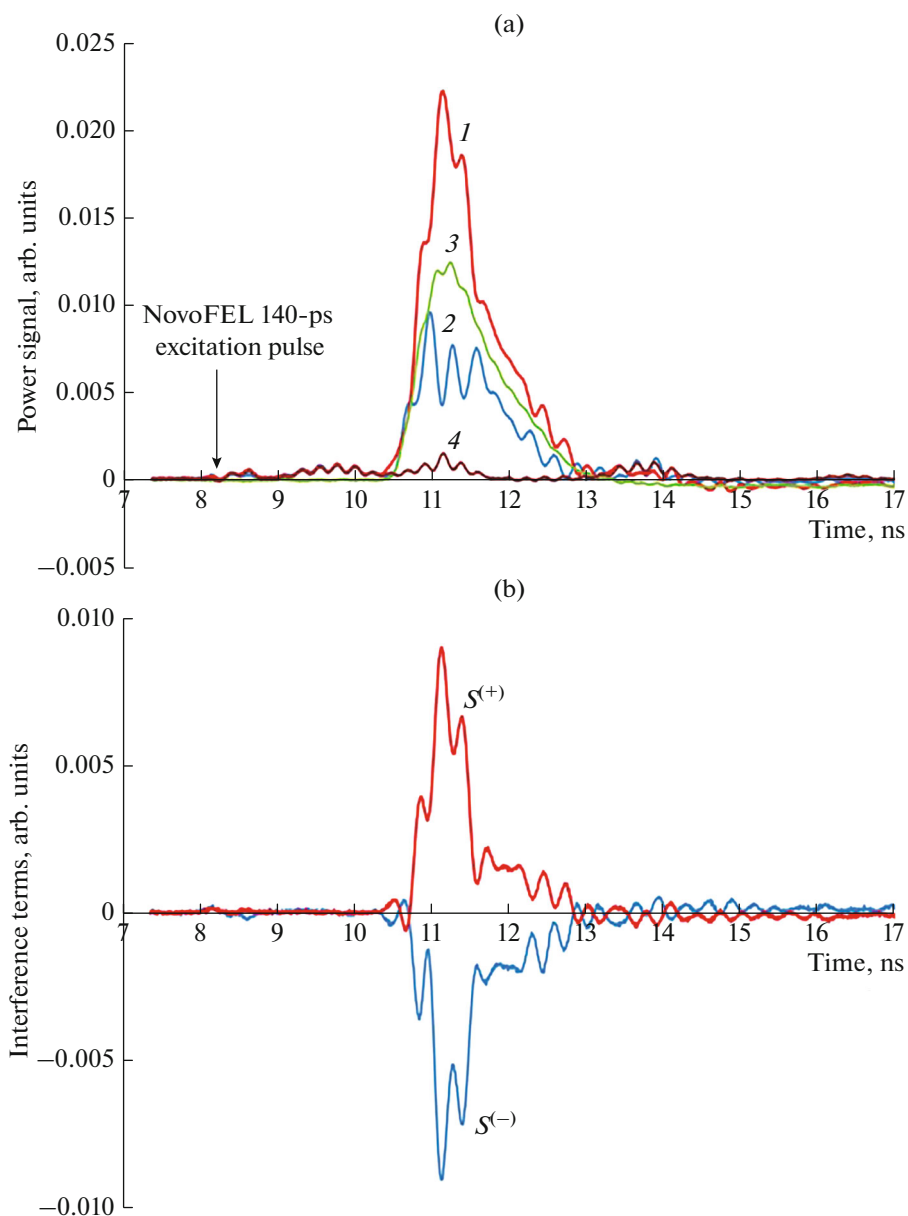 (a)
0.025
0.020
0.015
0.010
0.005
0
−0.005
Power signal, arb. units
NovoFEL 140-ps
excitation pulse
1
3
2
4
7 8 9 10 11 12 13 14 15 16 17
Time, ns
(b)
0.010
0.005
0
−0.005
−0.010
Interference terms, arb. units
S(+)
S(−)
7 8 9 10 11 12 13 14 15 16 17
Time, ns